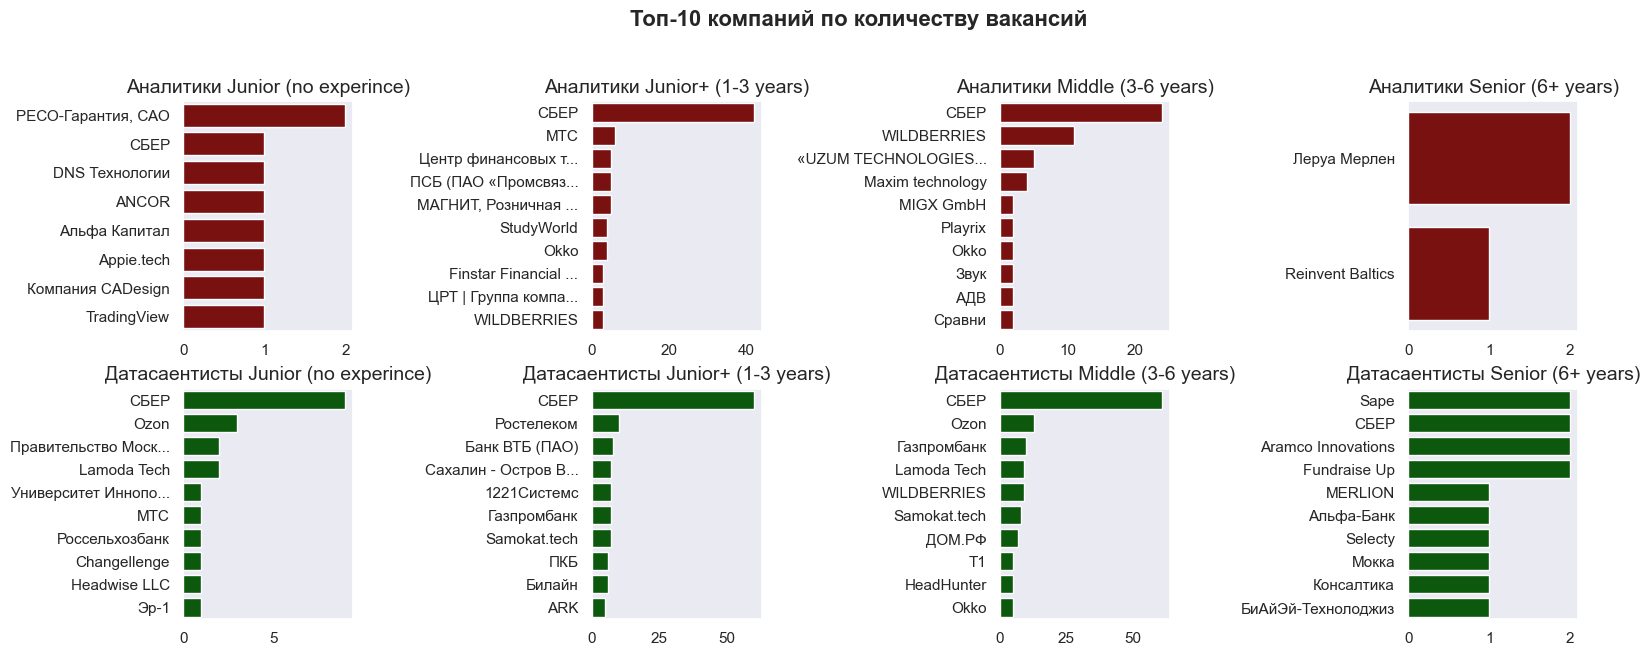 Топ-10 компаний по количеству вакансий
Аналитики Junior (no experince)
РЕСО-Гарантия, САО
СБЕР
DNS Технологии
ANCOR
Альфа Капитал
Appie.tech
Компания CADesign
TradingView
0 1 2
Аналитики Junior+ (1-3 years)
СБЕР
МТС
Центр финансовых т...
ПСБ (ПАО «Промсвяз...
МАГНИТ, Розничная ...
StudyWorld
Okko
Finstar Financial ...
ЦРТ | Группа компа...
WILDBERRIES
0 20 40
Аналитики Middle (3-6 years)
СБЕР
WILDBERRIES
«UZUM TECHNOLOGIES...
Maxim technology
MIGX GmbH
Playrix
Okko
Звук
АДВ
Сравни
0 10 20
Аналитики Senior (6+ years)
Леруа Мерлен
Reinvent Baltics
0 1 2
Датасаентисты Junior (no experince)
СБЕР
Ozon
Правительство Моск...
Lamoda Tech
Университет Иннопо...
МТС
Россельхозбанк
Changellenge
Headwise LLC
Эр-1
0 5
Датасаентисты Junior+ (1-3 years)
СБЕР
Ростелеком
Банк ВТБ (ПАО)
Сахалин - Остров В...
1221Системс
Газпромбанк
Samokat.tech
ПКБ
Билайн
ARK
0 25 50
Датасаентисты Middle (3-6 years)
СБЕР
Ozon
Газпромбанк
Lamoda Tech
WILDBERRIES
Samokat.tech
ДОМ.РФ
Т1
HeadHunter
Okko
0 25 50
Датасаентисты Senior (6+ years)
Sape
СБЕР
Aramco Innovations
Fundraise Up
MERLION
Альфа-Банк
Selecty
Мокка
Консалтика
БиАйЭй-Технолоджиз
0 1 2